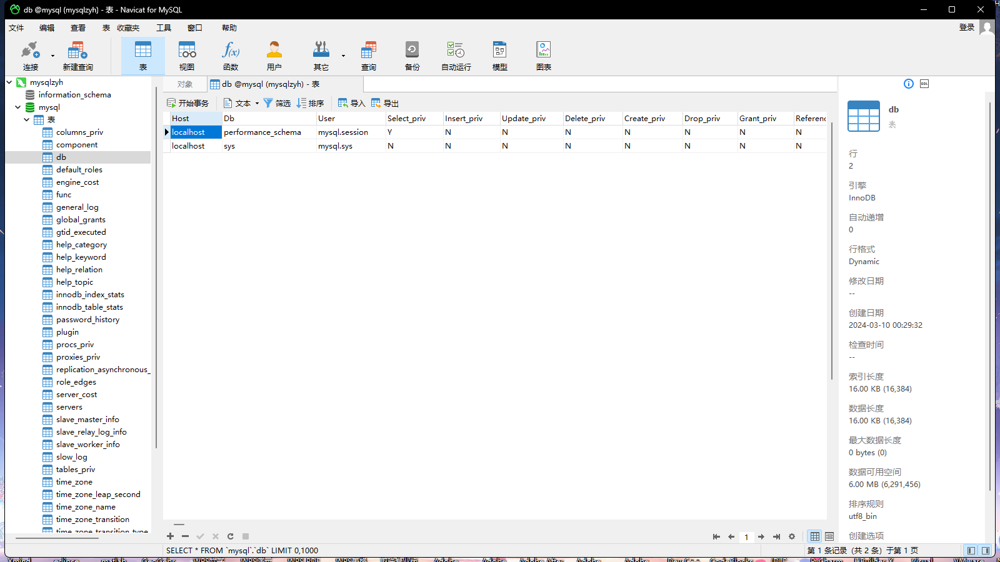 db @mysql (mysqlzyh) - 表 - Navicat for MySQL
文件 编辑 查看 表 收藏夹 工具 窗口 帮助 登录
连接 新建查询 表 视图 函数 用户 其它 查询 备份 自动运行 模型 图表
mysqlzyh
information_schema
mysql
表
columns_priv
component
db
default_roles
engine_cost
func
general_log
global_grants
gtid_executed
help_category
help_keyword
help_relation
help_topic
innodb_index_stats
innodb_table_stats
password_history
plugin
procs_priv
proxies_priv
replication_asynchronous_
role_edges
server_cost
servers
slave_master_info
slave_relay_log_info
slave_worker_info
slow_log
tables_priv
time_zone
time_zone_leap_second
time_zone_name
time_zone_transition
time_zone_transition_type
对象 db @mysql (mysqlzyh) - 表
开始事务 文本 筛选 排序 导入 导出
Host Db User Select_priv Insert_priv Update_priv Delete_priv Create_priv Drop_priv Grant_priv Referenc
localhost performance_schema mysql.session Y N N N N N N N
localhost sys mysql.sys N N N N N N N N
1
SELECT * FROM `mysql`.`db` LIMIT 0,1000
第 1 条记录 (共 2 条) 于第 1 页
DDL
db
表
行
2
引擎
InnoDB
自动递增
0
行格式
Dynamic
修改日期
--
创建日期
2024-03-10 00:29:32
检查时间
--
索引长度
16.00 KB (16,384)
数据长度
16.00 KB (16,384)
最大数据长度
0 bytes (0)
数据可用空间
6.00 MB (6,291,456)
排序规则
utf8_bin
创建选项